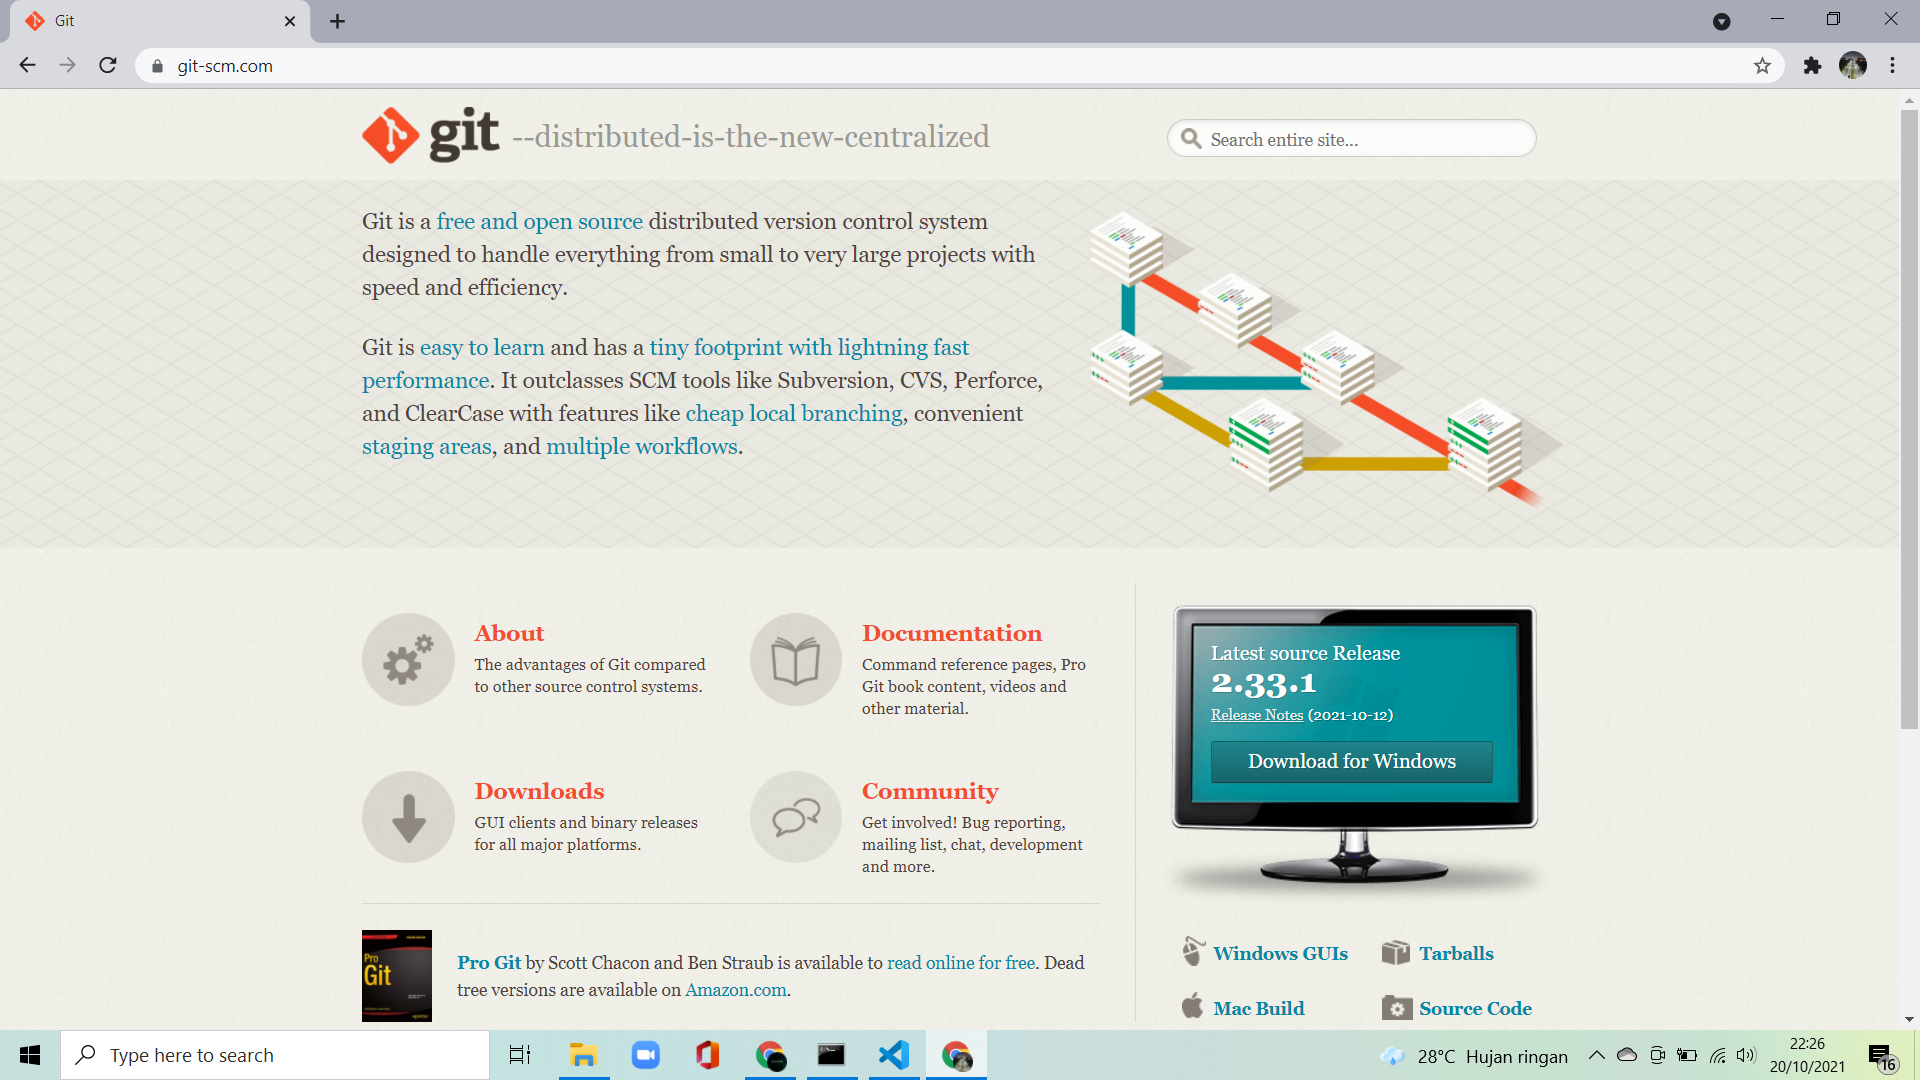 Git
git-scm.com
git --distributed-is-the-new-centralized
Search entire site...
Git is a free and open source distributed version control system
designed to handle everything from small to very large projects with
speed and efficiency.
Git is easy to learn and has a tiny footprint with lightning fast
performance. It outclasses SCM tools like Subversion, CVS, Perforce,
and ClearCase with features like cheap local branching, convenient
staging areas, and multiple workflows.
About
The advantages of Git compared
to other source control systems.
Documentation
Command reference pages, Pro
Git book content, videos and
other material.
Downloads
GUI clients and binary releases
for all major platforms.
Community
Get involved! Bug reporting,
mailing list, chat, development
and more.
Latest source Release
2.33.1
Release Notes (2021-10-12)
Download for Windows
Pro
Git
Pro Git by Scott Chacon and Ben Straub is available to read online for free. Dead
tree versions are available on Amazon.com.
Windows GUIs
Tarballs
Mac Build
Source Code
Type here to search
28°C Hujan ringan
22:26
20/10/2021
16